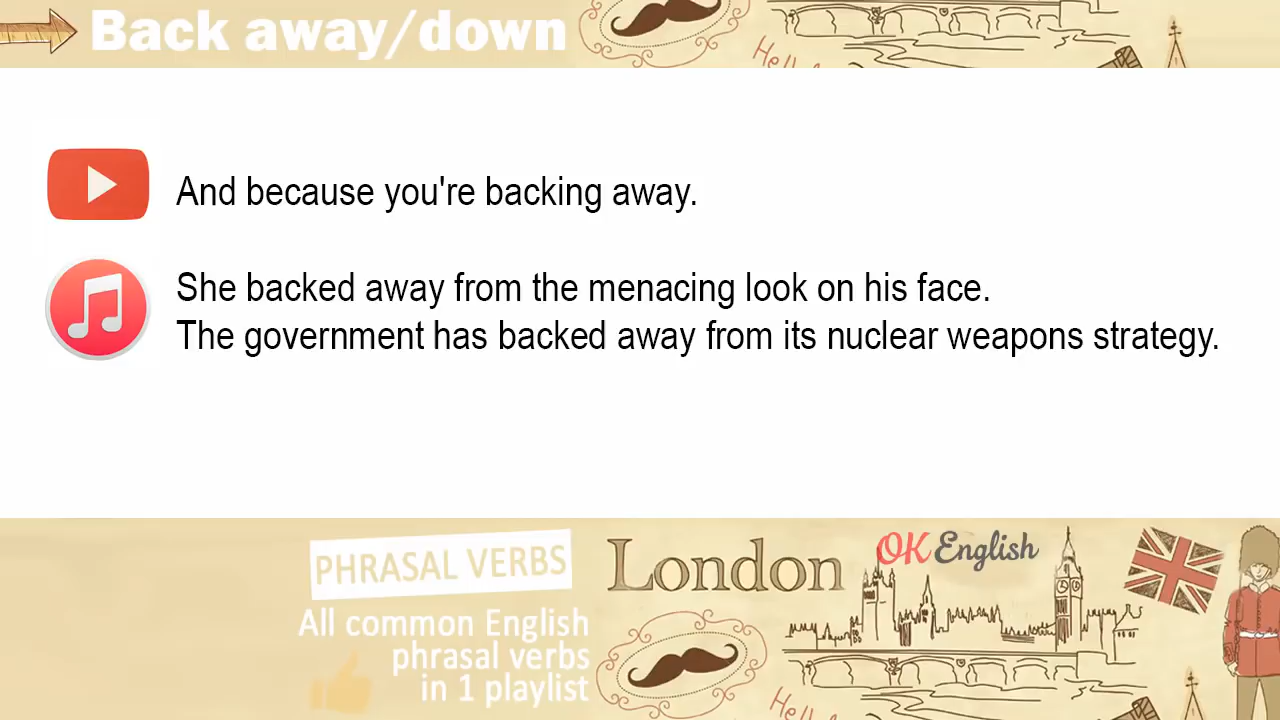 Back away/down
And because you're backing away.
She backed away from the menacing look on his face.
The government has backed away from its nuclear weapons strategy.
PHRASAL VERBS
All common English
phrasal verbs
in 1 playlist
London
OK English